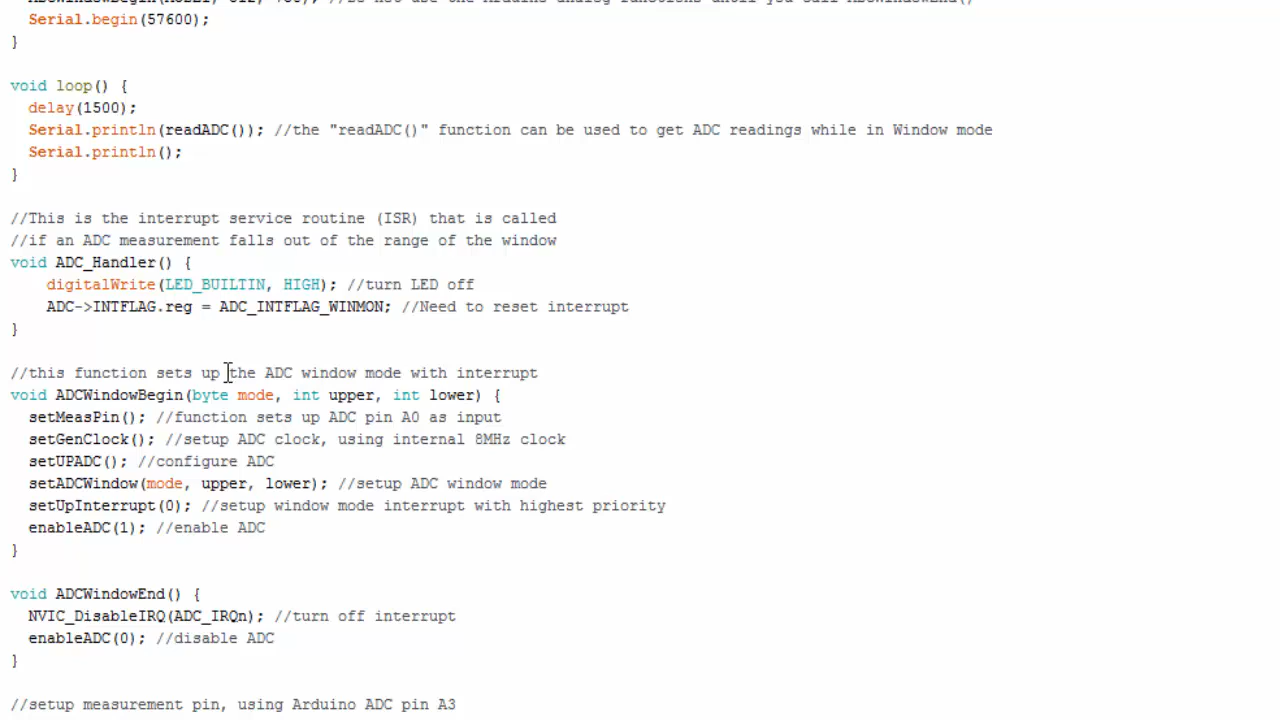 Serial.begin(57600);
}
void loop() {
delay(1500);
Serial.println(readADC()); //the "readADC()" function can be used to get ADC readings while in Window mode
Serial.println();
}
//This is the interrupt service routine (ISR) that is called
//if an ADC measurement falls out of the range of the window
void ADC_Handler() {
digitalWrite(LED_BUILTIN, HIGH); //turn LED off
ADC->INTFLAG.reg = ADC_INTFLAG_WINMON; //Need to reset interrupt
}
//this function sets up the ADC window mode with interrupt
void ADCWindowBegin(byte mode, int upper, int lower) {
setMeasPin(); //function sets up ADC pin A0 as input
setGenClock(); //setup ADC clock, using internal 8MHz clock
setUPADC(); //configure ADC
setADCWindow(mode, upper, lower); //setup ADC window mode
setUpInterrupt(0); //setup window mode interrupt with highest priority
enableADC(1); //enable ADC
}
void ADCWindowEnd() {
NVIC_DisableIRQ(ADC_IRQn); //turn off interrupt
enableADC(0); //disable ADC
}
//setup measurement pin, using Arduino ADC pin A3